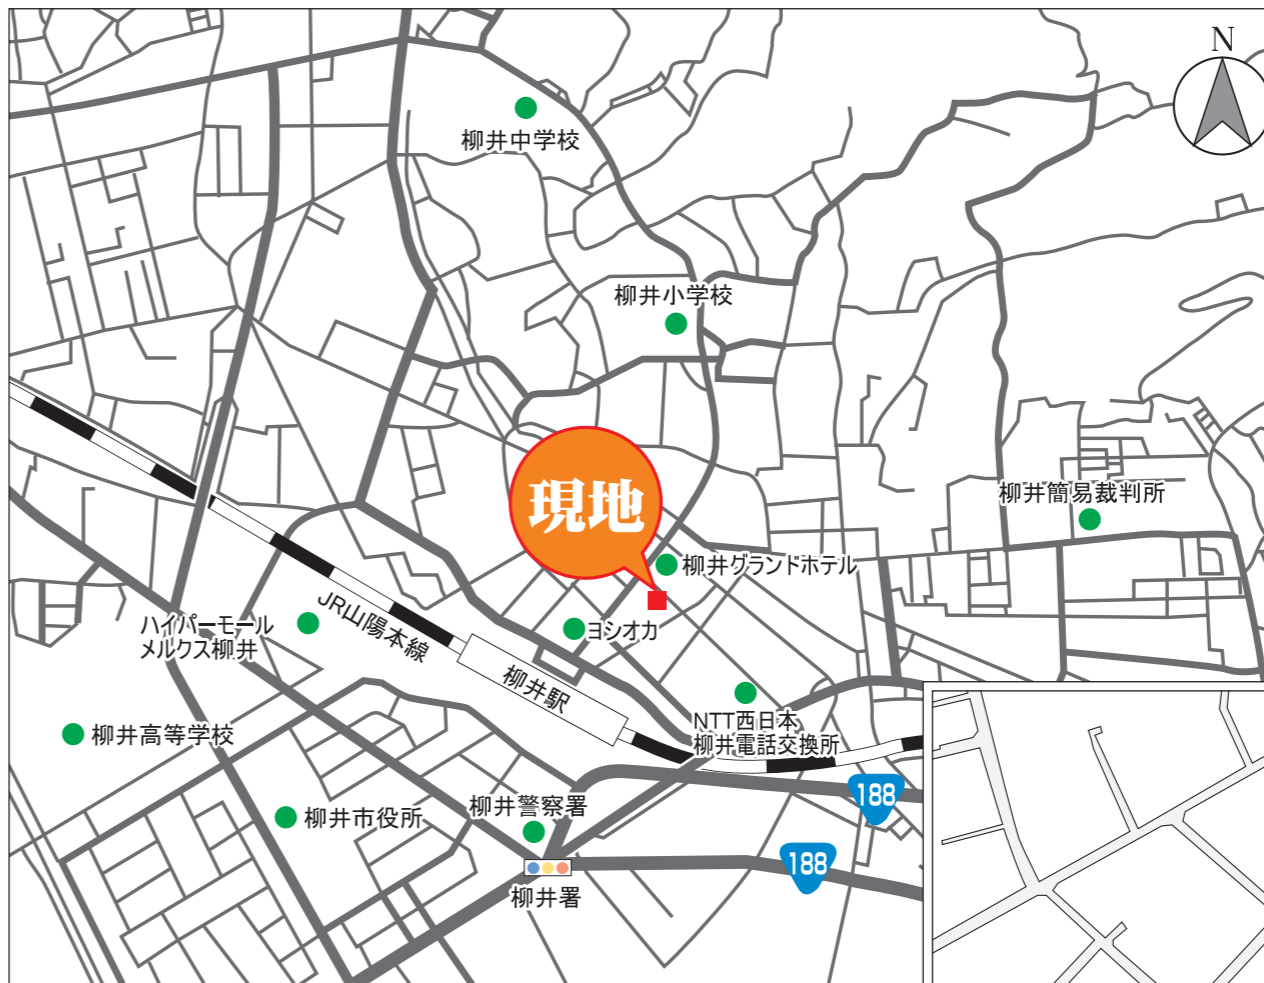 N
柳井中学校
柳井小学校
現地
柳井簡易裁判所
柳井グランドホテル
ヨシオカ
ハイパーモール
メルクス柳井
JR山陽本線
柳井駅
NTT西日本
柳井電話交換所
柳井高等学校
柳井市役所
柳井警察署
柳井署
188
188